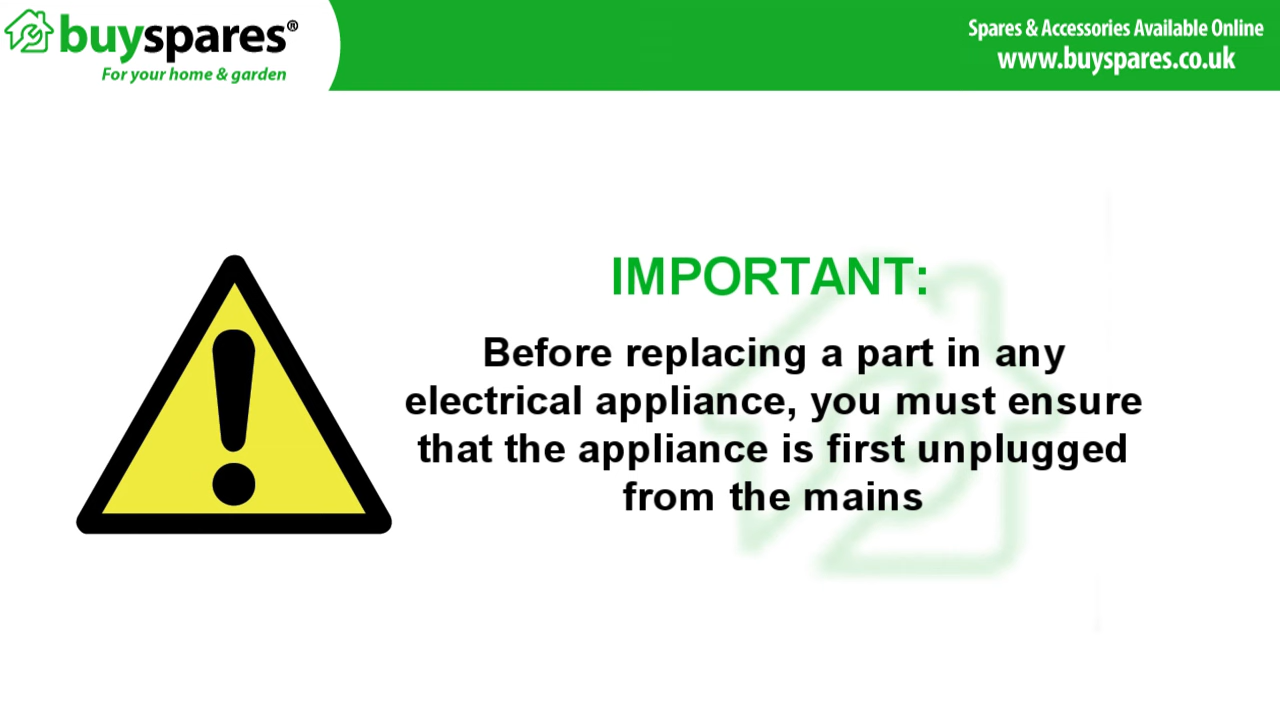 buyspares®
For your home & garden
Spares & Accessories Available Online
www.buyspares.co.uk
IMPORTANT:
Before replacing a part in any
electrical appliance, you must ensure
that the appliance is first unplugged
from the mains